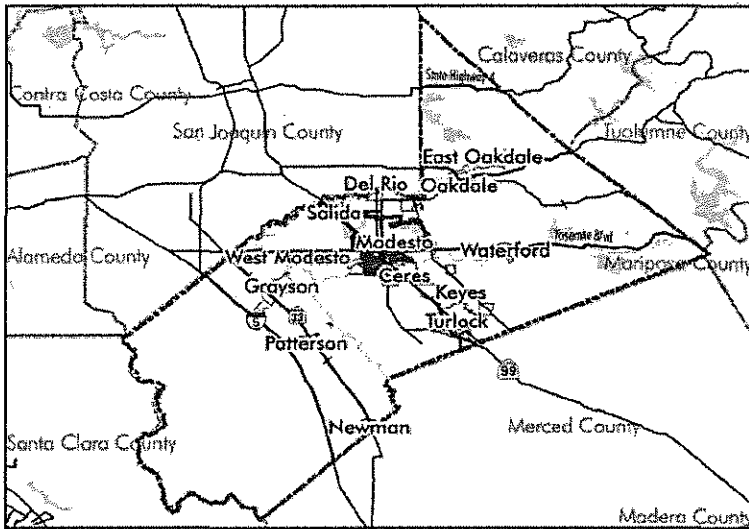 Calaveras County
State Highway 4
Contra Costa County
San Joaquin County
Tuolumne County
East Oakdale
Del Rio
Oakdale
Salida
Modesto
Yosemite Blvd
Alameda County
West Modesto
Waterford
Mariposa County
Ceres
Grayson
Keyes
5
33
Turlock
Patterson
99
Newman
Merced County
Santa Clara County
Madera County